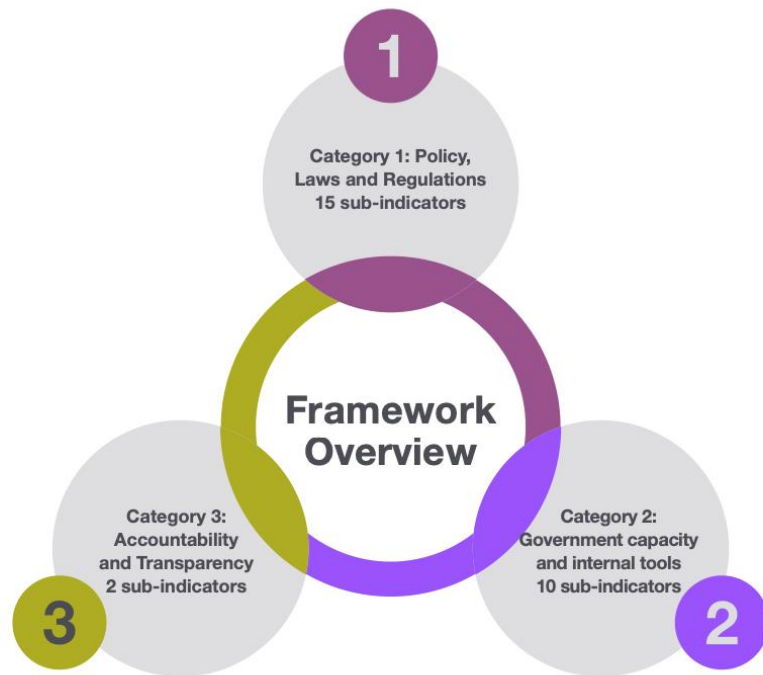 1
Category 1: Policy,
Laws and Regulations
15 sub-indicators
Framework
Overview
Category 3:
Accountability
and Transparency
2 sub-indicators
3
Category 2:
Government capacity
and internal tools
10 sub-indicators
2